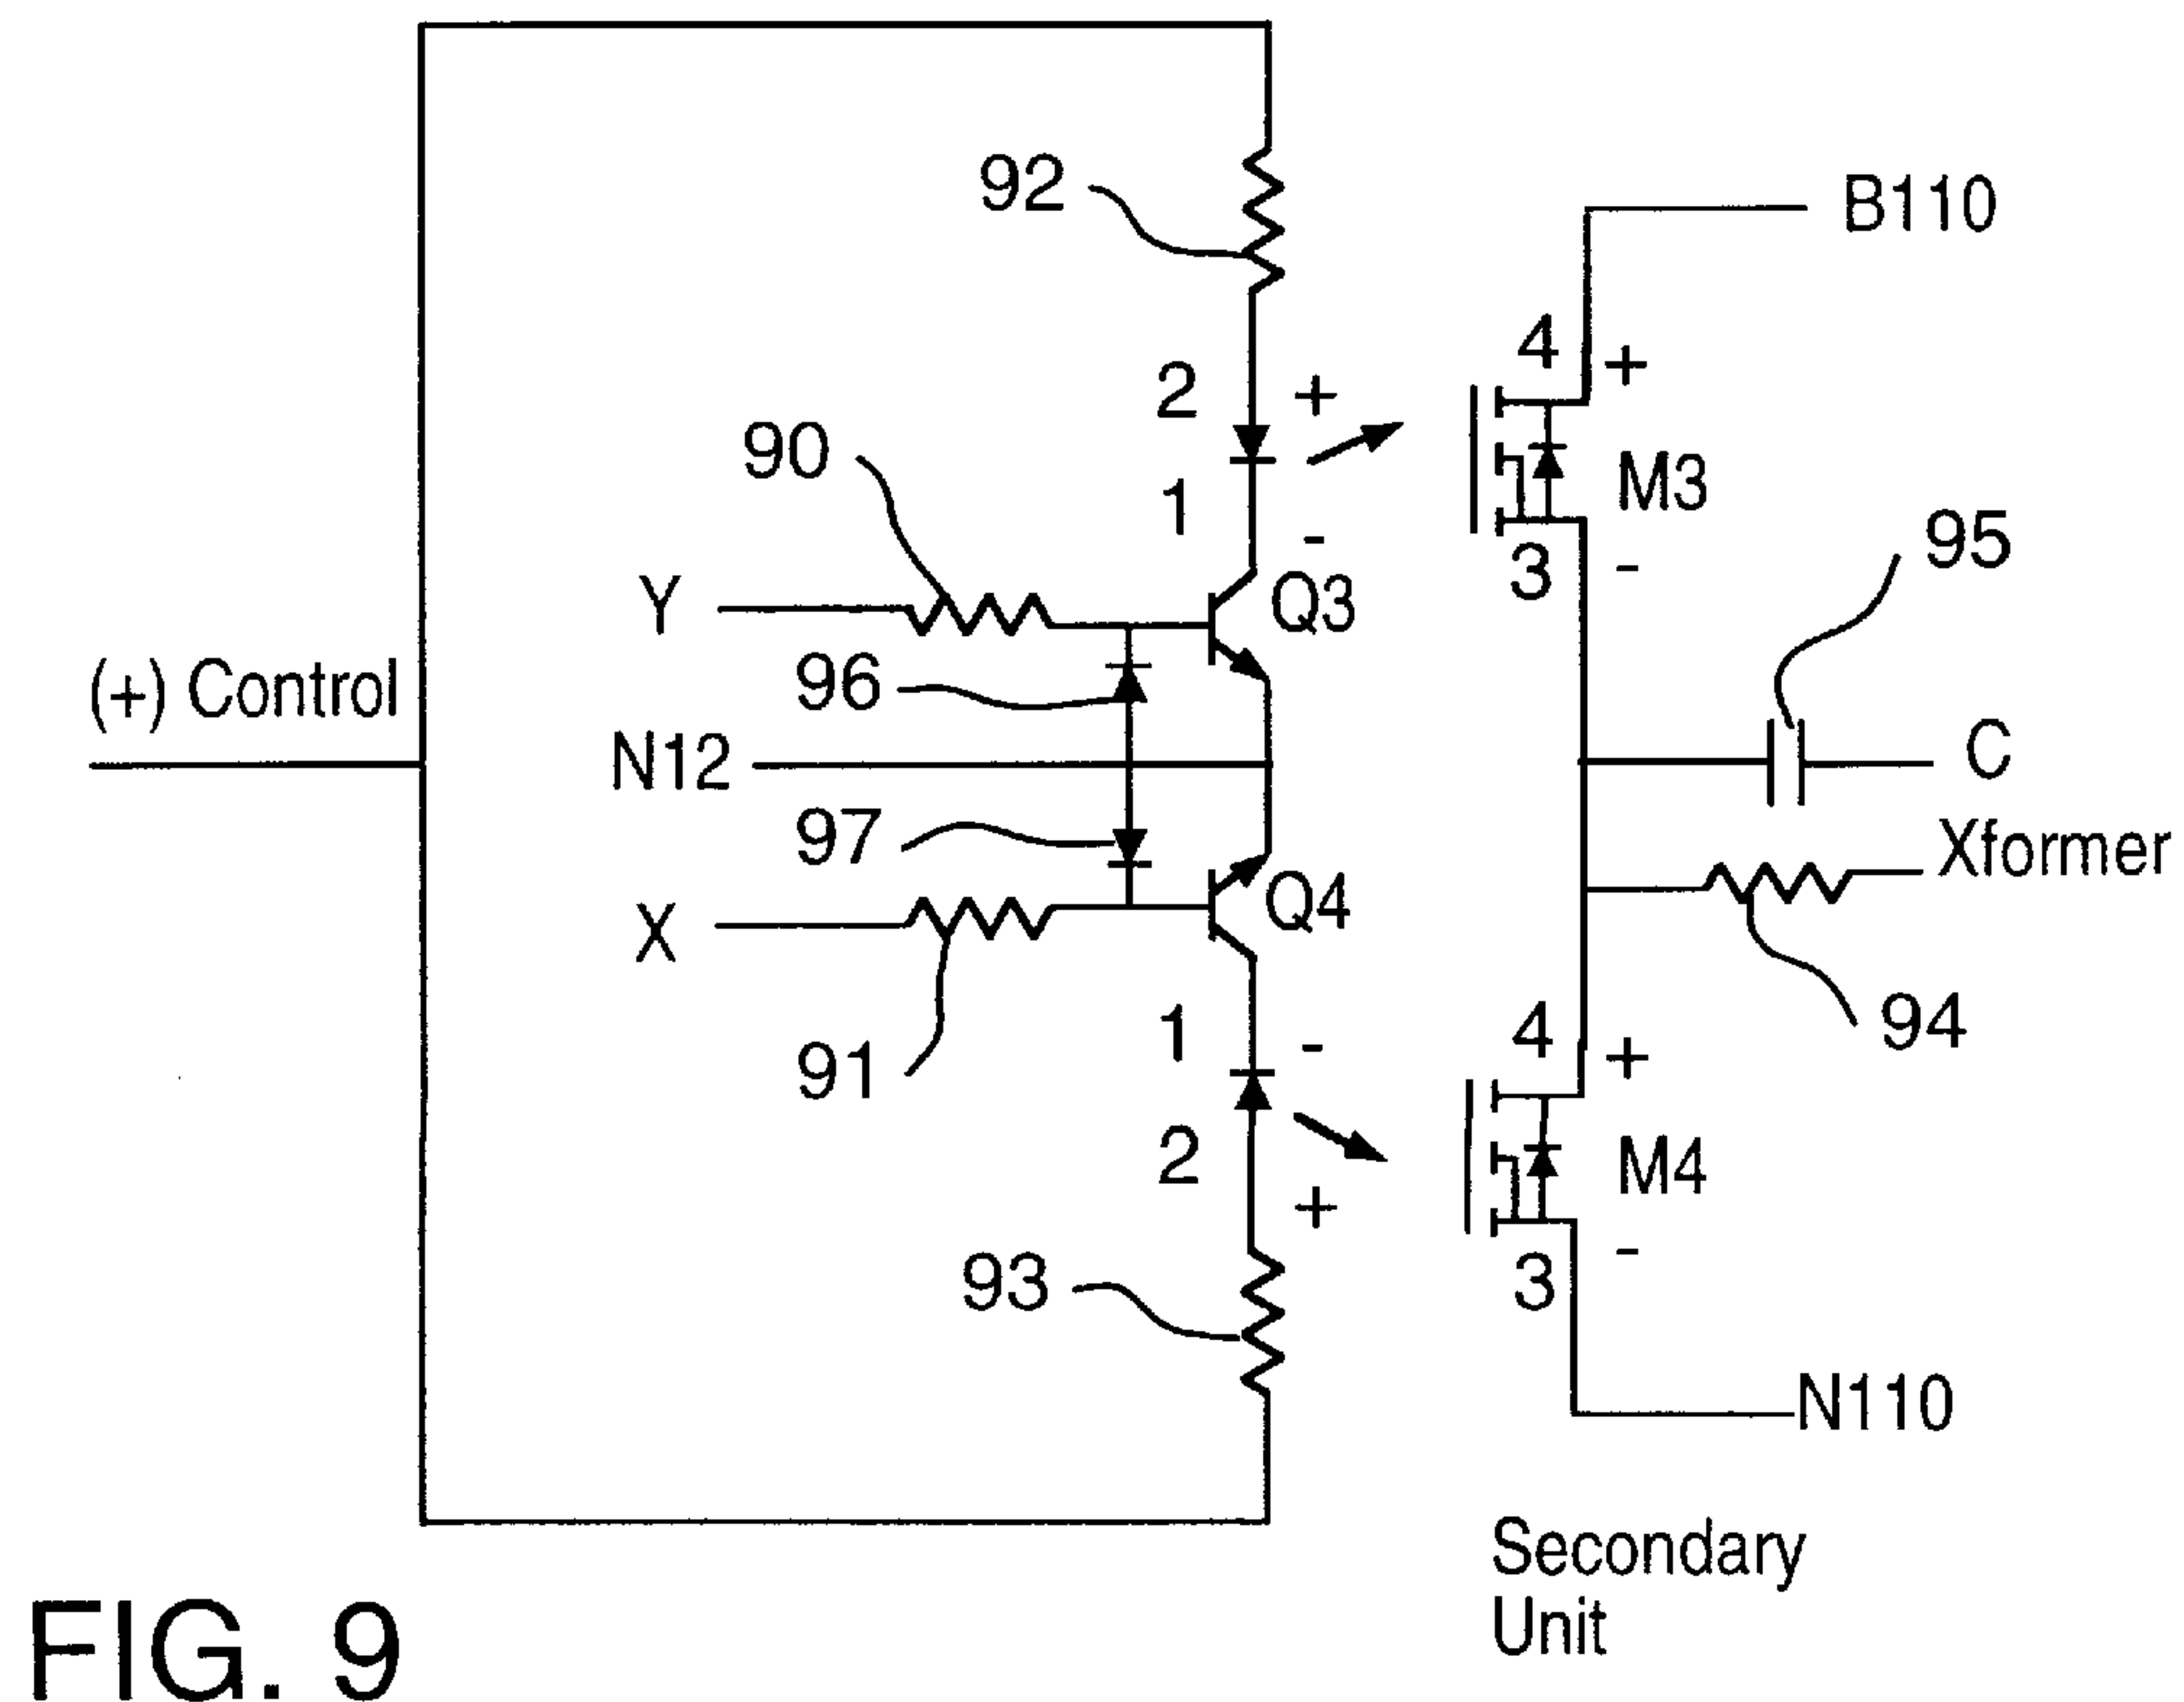 92
B110
4
+
2
+
90
M3
1
-
3
-
95
Y
Q3
(+) Control
96
N12
C
97
Xformer
X
Q4
94
91
1
-
4
+
2
M4
+
-
93
3
N110
Secondary
Unit
FIG. 9